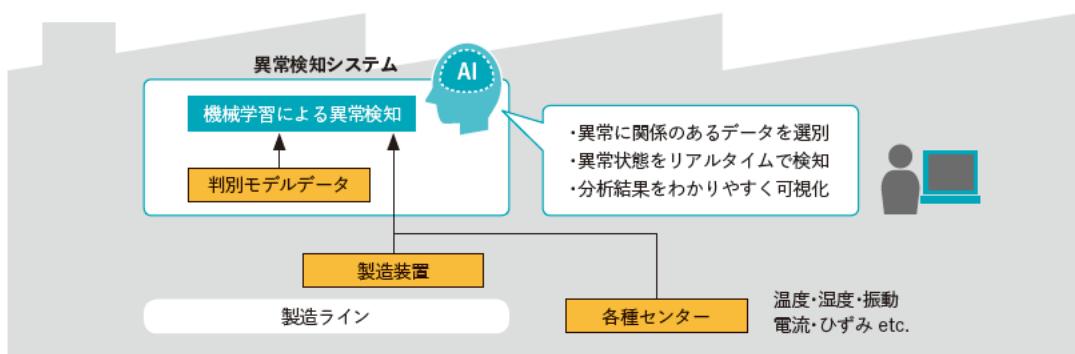 異常検知システム
AI
機械学習による異常検知
判別モデルデータ
・異常に関係のあるデータを選別
・異常状態をリアルタイムで検知
・分析結果をわかりやすく可視化
製造装置
製造ライン
各種センター
温度・湿度・振動
電流・ひずみ etc.